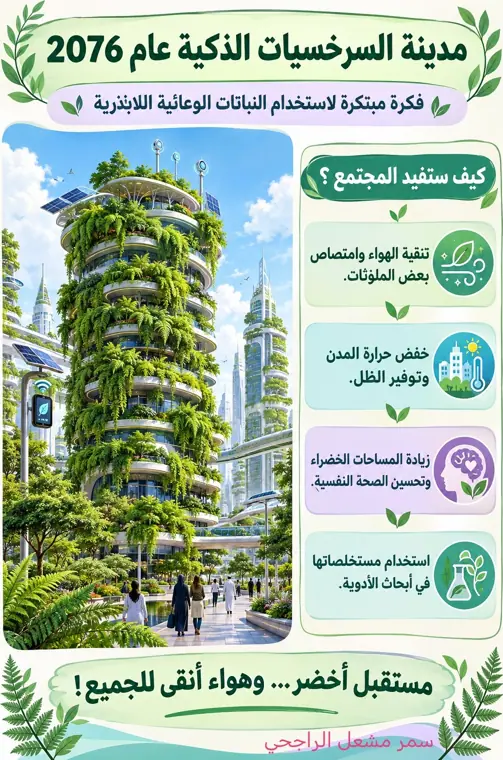 مدينة السرخسيات الذكية عام 2076
فكرة مبتكرة لاستخدام النباتات الوعائية اللابذرية
كيف ستفيد المجتمع ؟
تنقية الهواء وامتصاص
بعض الملوثات.
خفض حرارة المدن
وتوفير الظل.
زيادة المساحات الخضراء
وتحسين الصحة النفسية.
استخدام مستخلصاتها
في أبحاث الأدوية.
مستقبل أخضر... وهواء أنقى للجميع!
سمر مشعل الراجحي